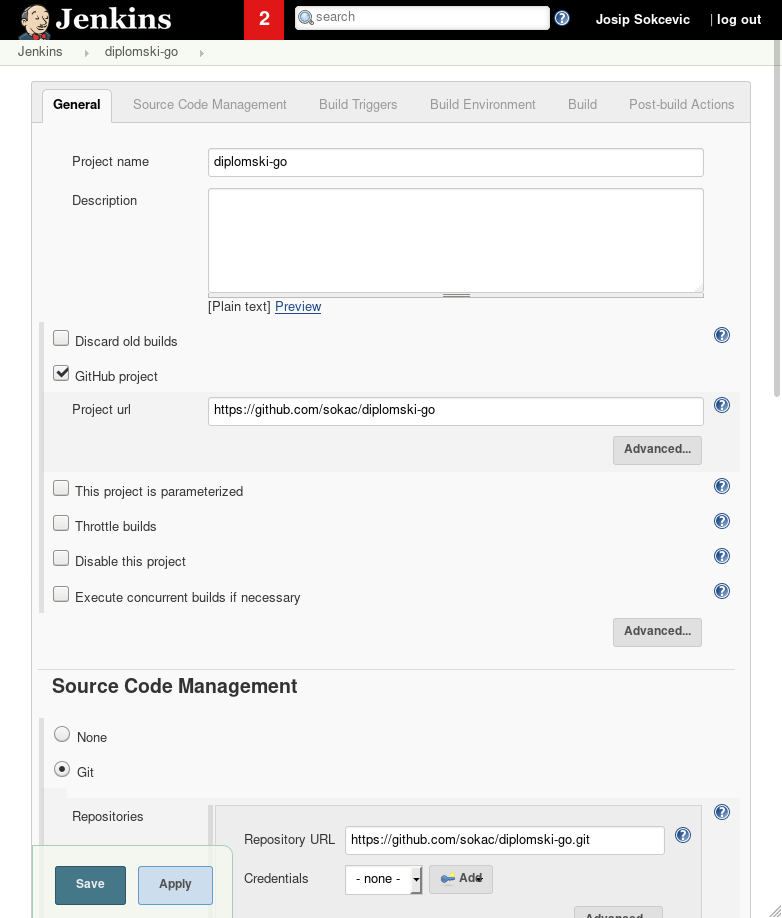 Jenkins
2
search
Josip Sokcevic
| log out
Jenkins
diplomski-go
General
Source Code Management
Build Triggers
Build Environment
Build
Post-build Actions
Project name
diplomski-go
Description
[Plain text] Preview
Discard old builds
GitHub project
Project url
https://github.com/sokac/diplomski-go
Advanced...
This project is parameterized
Throttle builds
Disable this project
Execute concurrent builds if necessary
Advanced...
Source Code Management
None
Git
Repositories
Repository URL
https://github.com/sokac/diplomski-go.git
Credentials
- none -
Add
Save
Apply
Advanced...